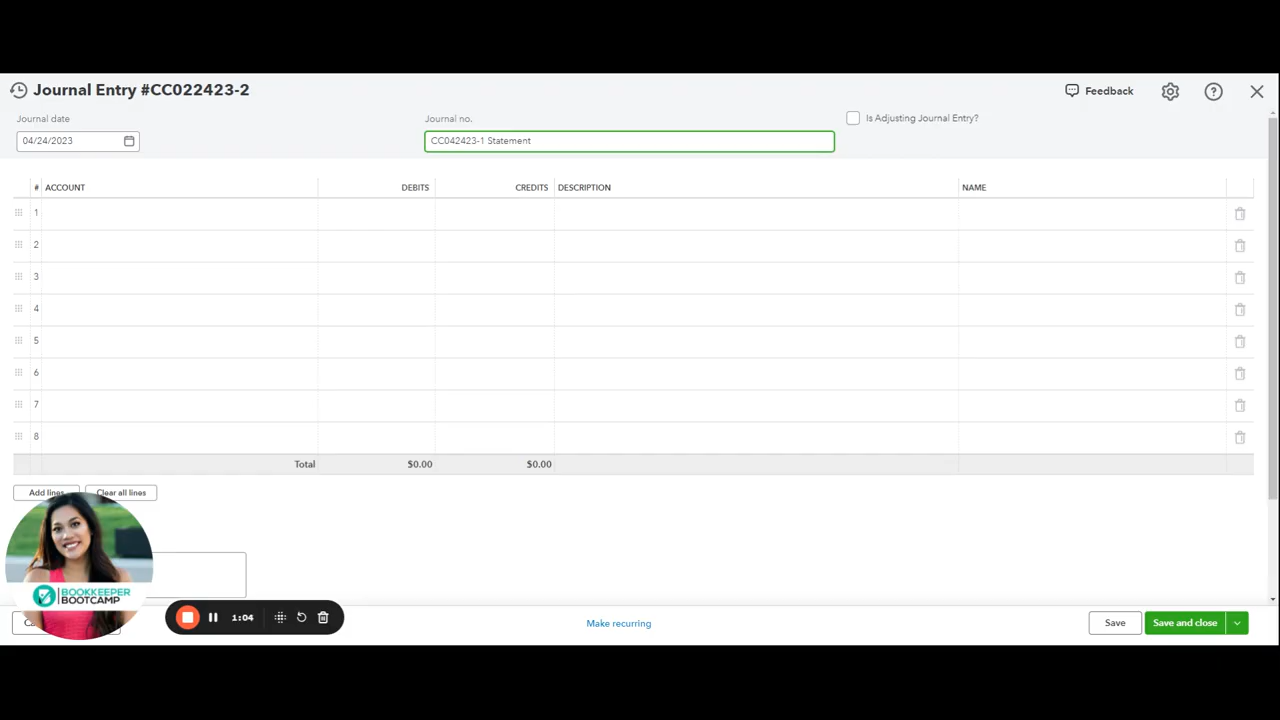 Journal Entry #CC022423-2
Feedback
Journal date
Journal no.
Is Adjusting Journal Entry?
04/24/2023
CC042423-1 Statement
# ACCOUNT DEBITS CREDITS DESCRIPTION NAME
1
2
3
4
5
6
7
8
Total $0.00 $0.00
Add lines Clear all lines
BOOKKEEPER
BOOTCAMP
1:04
Make recurring
Save
Save and close